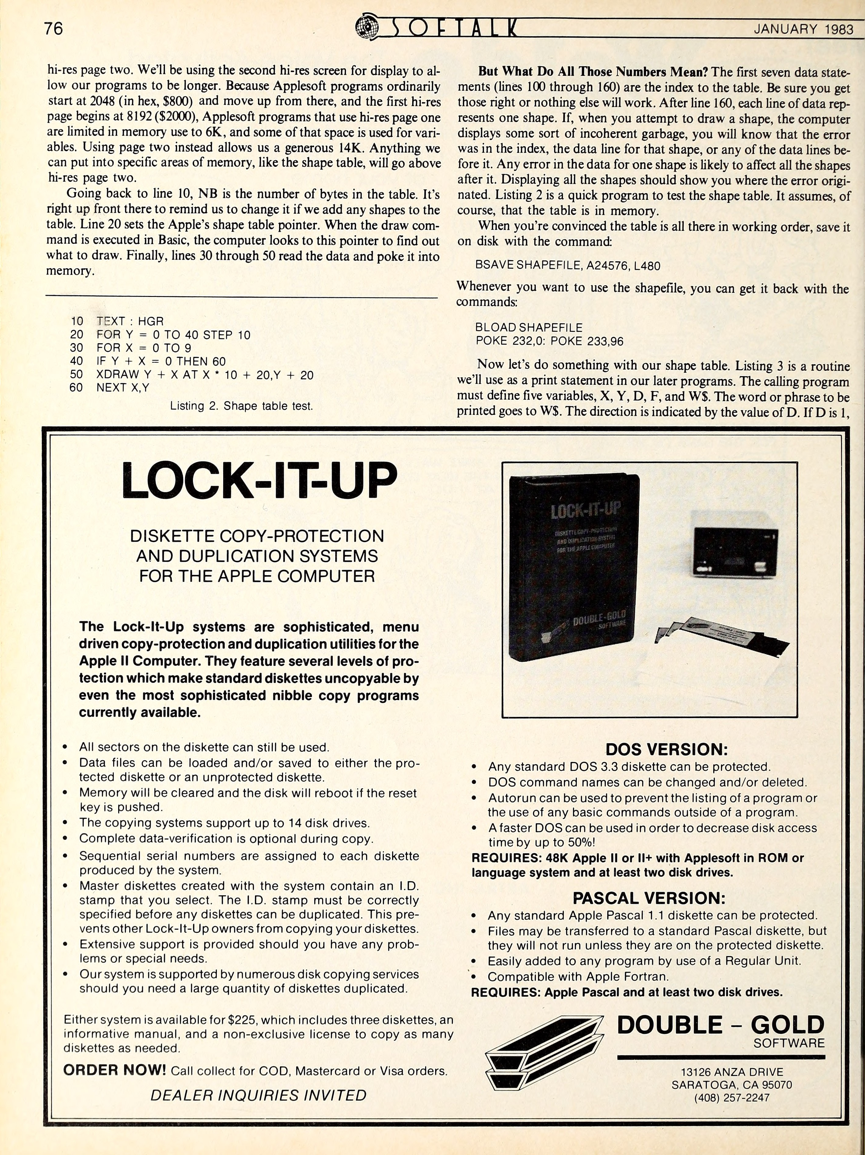 76
SOFTALK
JANUARY 1983
hi-res page two. We'll be using the second hi-res screen for display to al-
low our programs to be longer. Because Applesoft programs ordinarily
start at 2048 (in hex, $800) and move up from there, and the first hi-res
page begins at 8192 ($2000), Applesoft programs that use hi-res page one
are limited in memory use to 6K, and some of that space is used for vari-
ables. Using page two instead allows us a generous 14K. Anything we
can put into specific areas of memory, like the shape table, will go above
hi-res page two.
Going back to line 10, NB is the number of bytes in the table. It's
right up front there to remind us to change it if we add any shapes to the
table. Line 20 sets the Apple's shape table pointer. When the draw com-
mand is executed in Basic, the computer looks to this pointer to find out
what to draw. Finally, lines 30 through 50 read the data and poke it into
memory.
10 TEXT : HGR
20 FOR Y = 0 TO 40 STEP 10
30 FOR X = 0 TO 9
40 IF Y + X = 0 THEN 60
50 XDRAW Y + X AT X * 10 + 20,Y + 20
60 NEXT X,Y
Listing 2. Shape table test.
But What Do All Those Numbers Mean? The first seven data state-
ments (lines 100 through 160) are the index to the table. Be sure you get
those right or nothing else will work. After line 160, each line of data rep-
resents one shape. If, when you attempt to draw a shape, the computer
displays some sort of incoherent garbage, you will know that the error
was in the index, the data line for that shape, or any of the data lines be-
fore it. Any error in the data for one shape is likely to affect all the shapes
after it. Displaying all the shapes should show you where the error origi-
nated. Listing 2 is a quick program to test the shape table. It assumes, of
course, that the table is in memory.
When you're convinced the table is all there in working order, save it
on disk with the command:
BSAVE SHAPEFILE, A24576, L480
Whenever you want to use the shapefile, you can get it back with the
commands:
BLOAD SHAPEFILE
POKE 232,0: POKE 233,96
Now let's do something with our shape table. Listing 3 is a routine
we'll use as a print statement in our later programs. The calling program
must define five variables, X, Y, D, F, and W$. The word or phrase to be
printed goes to W$. The direction is indicated by the value of D. If D is 1,
LOCK-IT-UP
DISKETTE COPY-PROTECTION
AND DUPLICATION SYSTEMS
FOR THE APPLE COMPUTER
The Lock-It-Up systems are sophisticated, menu
driven copy-protection and duplication utilities for the
Apple II Computer. They feature several levels of pro-
tection which make standard diskettes uncopyable by
even the most sophisticated nibble copy programs
currently available.
• All sectors on the diskette can still be used.
• Data files can be loaded and/or saved to either the pro-
tected diskette or an unprotected diskette.
• Memory will be cleared and the disk will reboot if the reset
key is pushed.
• The copying systems support up to 14 disk drives.
• Complete data-verification is optional during copy.
• Sequential serial numbers are assigned to each diskette
produced by the system.
• Master diskettes created with the system contain an I.D.
stamp that you select. The I.D. stamp must be correctly
specified before any diskettes can be duplicated. This pre-
vents other Lock-It-Up owners from copying your diskettes.
• Extensive support is provided should you have any prob-
lems or special needs.
• Our system is supported by numerous disk copying services
should you need a large quantity of diskettes duplicated.
Either system is available for $225, which includes three diskettes, an
informative manual, and a non-exclusive license to copy as many
diskettes as needed.
ORDER NOW! Call collect for COD, Mastercard or Visa orders.
DEALER INQUIRIES INVITED
LOCK-IT-UP
DISKETTE COPY-PROTECTION
AND DUPLICATION SYSTEMS
FOR THE APPLE COMPUTER
DOUBLE-GOLD
SOFTWARE
DOS VERSION:
• Any standard DOS 3.3 diskette can be protected.
• DOS command names can be changed and/or deleted.
• Autorun can be used to prevent the listing of a program or
the use of any basic commands outside of a program.
• A faster DOS can be used in order to decrease disk access
time by up to 50%!
REQUIRES: 48K Apple II or II+ with Applesoft in ROM or
language system and at least two disk drives.
PASCAL VERSION:
• Any standard Apple Pascal 1.1 diskette can be protected.
• Files may be transferred to a standard Pascal diskette, but
they will not run unless they are on the protected diskette.
• Easily added to any program by use of a Regular Unit.
• Compatible with Apple Fortran.
REQUIRES: Apple Pascal and at least two disk drives.
DOUBLE – GOLD
SOFTWARE
13126 ANZA DRIVE
SARATOGA, CA 95070
(408) 257-2247